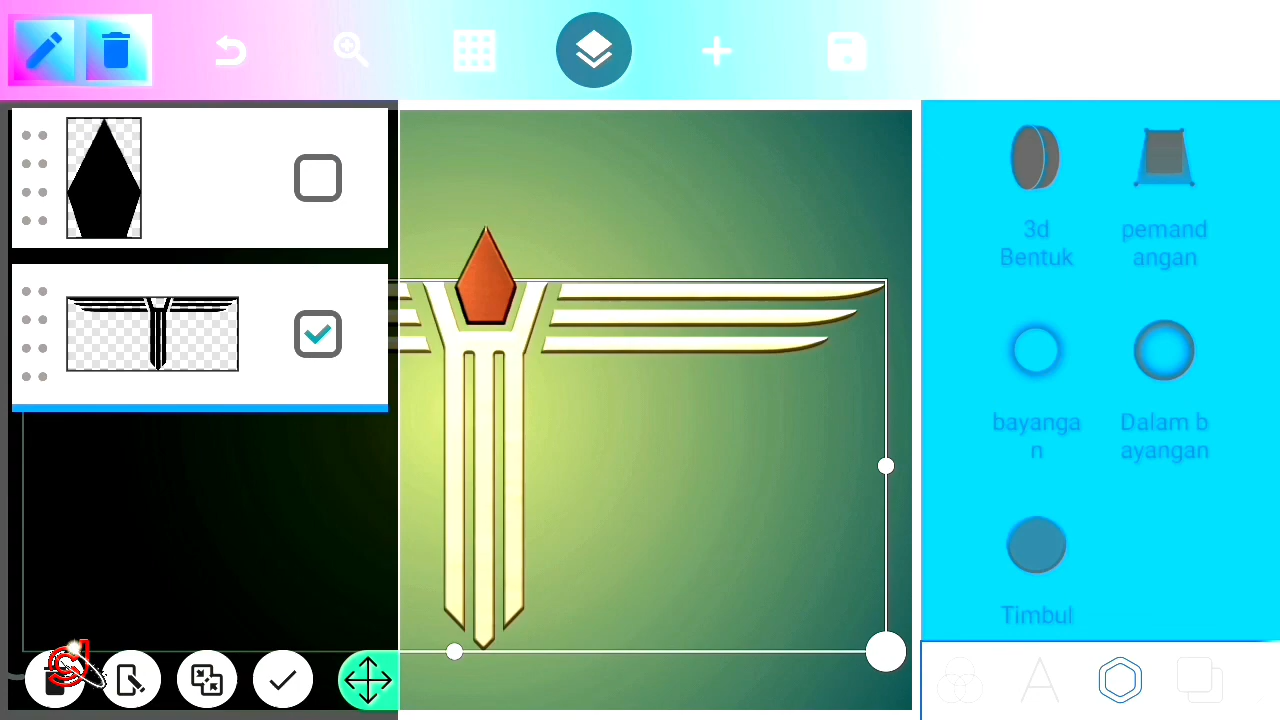 3d
Bentuk
pemand
angan
bayanga
n
Dalam b
ayangan
Timbul